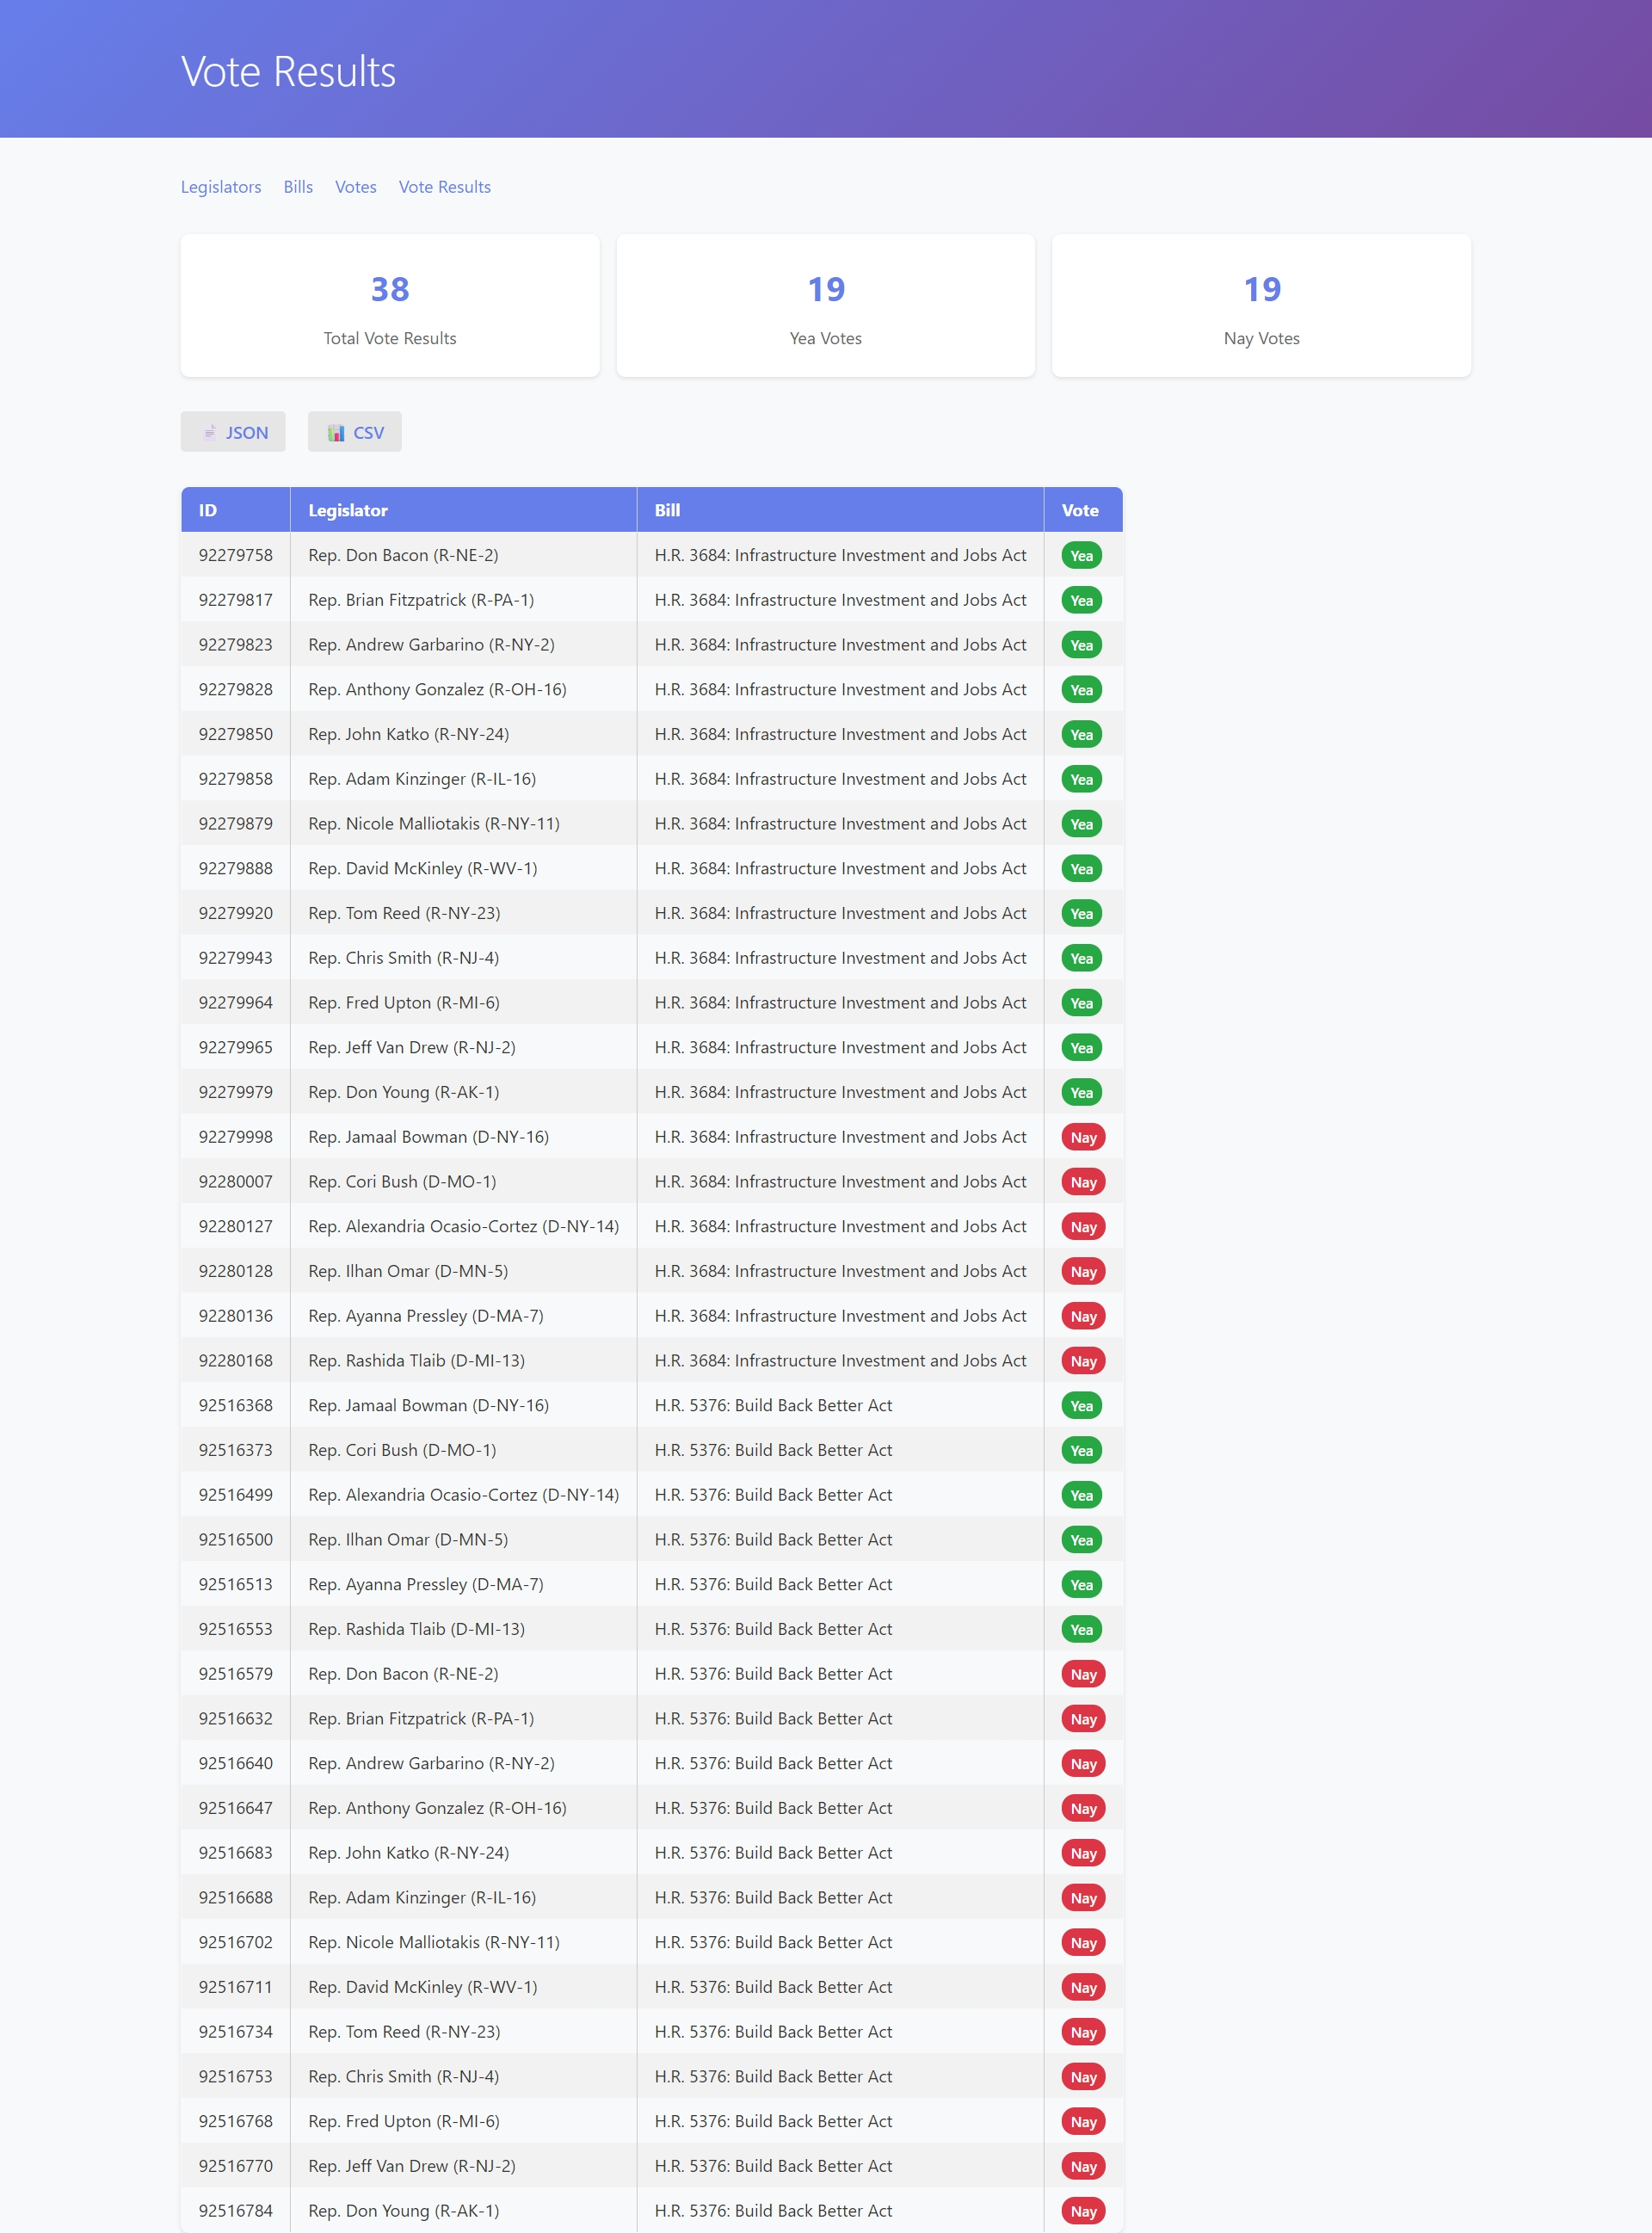 Vote Results
Legislators Bills Votes Vote Results
38 19 19
Total Vote Results Yea Votes Nay Votes
JSON CSV
ID Legislator Bill Vote
92279758 Rep. Don Bacon (R-NE-2) H.R. 3684: Infrastructure Investment and Jobs Act Yea
92279817 Rep. Brian Fitzpatrick (R-PA-1) H.R. 3684: Infrastructure Investment and Jobs Act Yea
92279823 Rep. Andrew Garbarino (R-NY-2) H.R. 3684: Infrastructure Investment and Jobs Act Yea
92279828 Rep. Anthony Gonzalez (R-OH-16) H.R. 3684: Infrastructure Investment and Jobs Act Yea
92279850 Rep. John Katko (R-NY-24) H.R. 3684: Infrastructure Investment and Jobs Act Yea
92279858 Rep. Adam Kinzinger (R-IL-16) H.R. 3684: Infrastructure Investment and Jobs Act Yea
92279879 Rep. Nicole Malliotakis (R-NY-11) H.R. 3684: Infrastructure Investment and Jobs Act Yea
92279888 Rep. David McKinley (R-WV-1) H.R. 3684: Infrastructure Investment and Jobs Act Yea
92279920 Rep. Tom Reed (R-NY-23) H.R. 3684: Infrastructure Investment and Jobs Act Yea
92279943 Rep. Chris Smith (R-NJ-4) H.R. 3684: Infrastructure Investment and Jobs Act Yea
92279964 Rep. Fred Upton (R-MI-6) H.R. 3684: Infrastructure Investment and Jobs Act Yea
92279965 Rep. Jeff Van Drew (R-NJ-2) H.R. 3684: Infrastructure Investment and Jobs Act Yea
92279979 Rep. Don Young (R-AK-1) H.R. 3684: Infrastructure Investment and Jobs Act Yea
92279998 Rep. Jamaal Bowman (D-NY-16) H.R. 3684: Infrastructure Investment and Jobs Act Nay
92280007 Rep. Cori Bush (D-MO-1) H.R. 3684: Infrastructure Investment and Jobs Act Nay
92280127 Rep. Alexandria Ocasio-Cortez (D-NY-14) H.R. 3684: Infrastructure Investment and Jobs Act Nay
92280128 Rep. Ilhan Omar (D-MN-5) H.R. 3684: Infrastructure Investment and Jobs Act Nay
92280136 Rep. Ayanna Pressley (D-MA-7) H.R. 3684: Infrastructure Investment and Jobs Act Nay
92280168 Rep. Rashida Tlaib (D-MI-13) H.R. 3684: Infrastructure Investment and Jobs Act Nay
92516368 Rep. Jamaal Bowman (D-NY-16) H.R. 5376: Build Back Better Act Yea
92516373 Rep. Cori Bush (D-MO-1) H.R. 5376: Build Back Better Act Yea
92516499 Rep. Alexandria Ocasio-Cortez (D-NY-14) H.R. 5376: Build Back Better Act Yea
92516500 Rep. Ilhan Omar (D-MN-5) H.R. 5376: Build Back Better Act Yea
92516513 Rep. Ayanna Pressley (D-MA-7) H.R. 5376: Build Back Better Act Yea
92516553 Rep. Rashida Tlaib (D-MI-13) H.R. 5376: Build Back Better Act Yea
92516579 Rep. Don Bacon (R-NE-2) H.R. 5376: Build Back Better Act Nay
92516632 Rep. Brian Fitzpatrick (R-PA-1) H.R. 5376: Build Back Better Act Nay
92516640 Rep. Andrew Garbarino (R-NY-2) H.R. 5376: Build Back Better Act Nay
92516647 Rep. Anthony Gonzalez (R-OH-16) H.R. 5376: Build Back Better Act Nay
92516683 Rep. John Katko (R-NY-24) H.R. 5376: Build Back Better Act Nay
92516688 Rep. Adam Kinzinger (R-IL-16) H.R. 5376: Build Back Better Act Nay
92516702 Rep. Nicole Malliotakis (R-NY-11) H.R. 5376: Build Back Better Act Nay
92516711 Rep. David McKinley (R-WV-1) H.R. 5376: Build Back Better Act Nay
92516734 Rep. Tom Reed (R-NY-23) H.R. 5376: Build Back Better Act Nay
92516753 Rep. Chris Smith (R-NJ-4) H.R. 5376: Build Back Better Act Nay
92516768 Rep. Fred Upton (R-MI-6) H.R. 5376: Build Back Better Act Nay
92516770 Rep. Jeff Van Drew (R-NJ-2) H.R. 5376: Build Back Better Act Nay
92516784 Rep. Don Young (R-AK-1) H.R. 5376: Build Back Better Act Nay